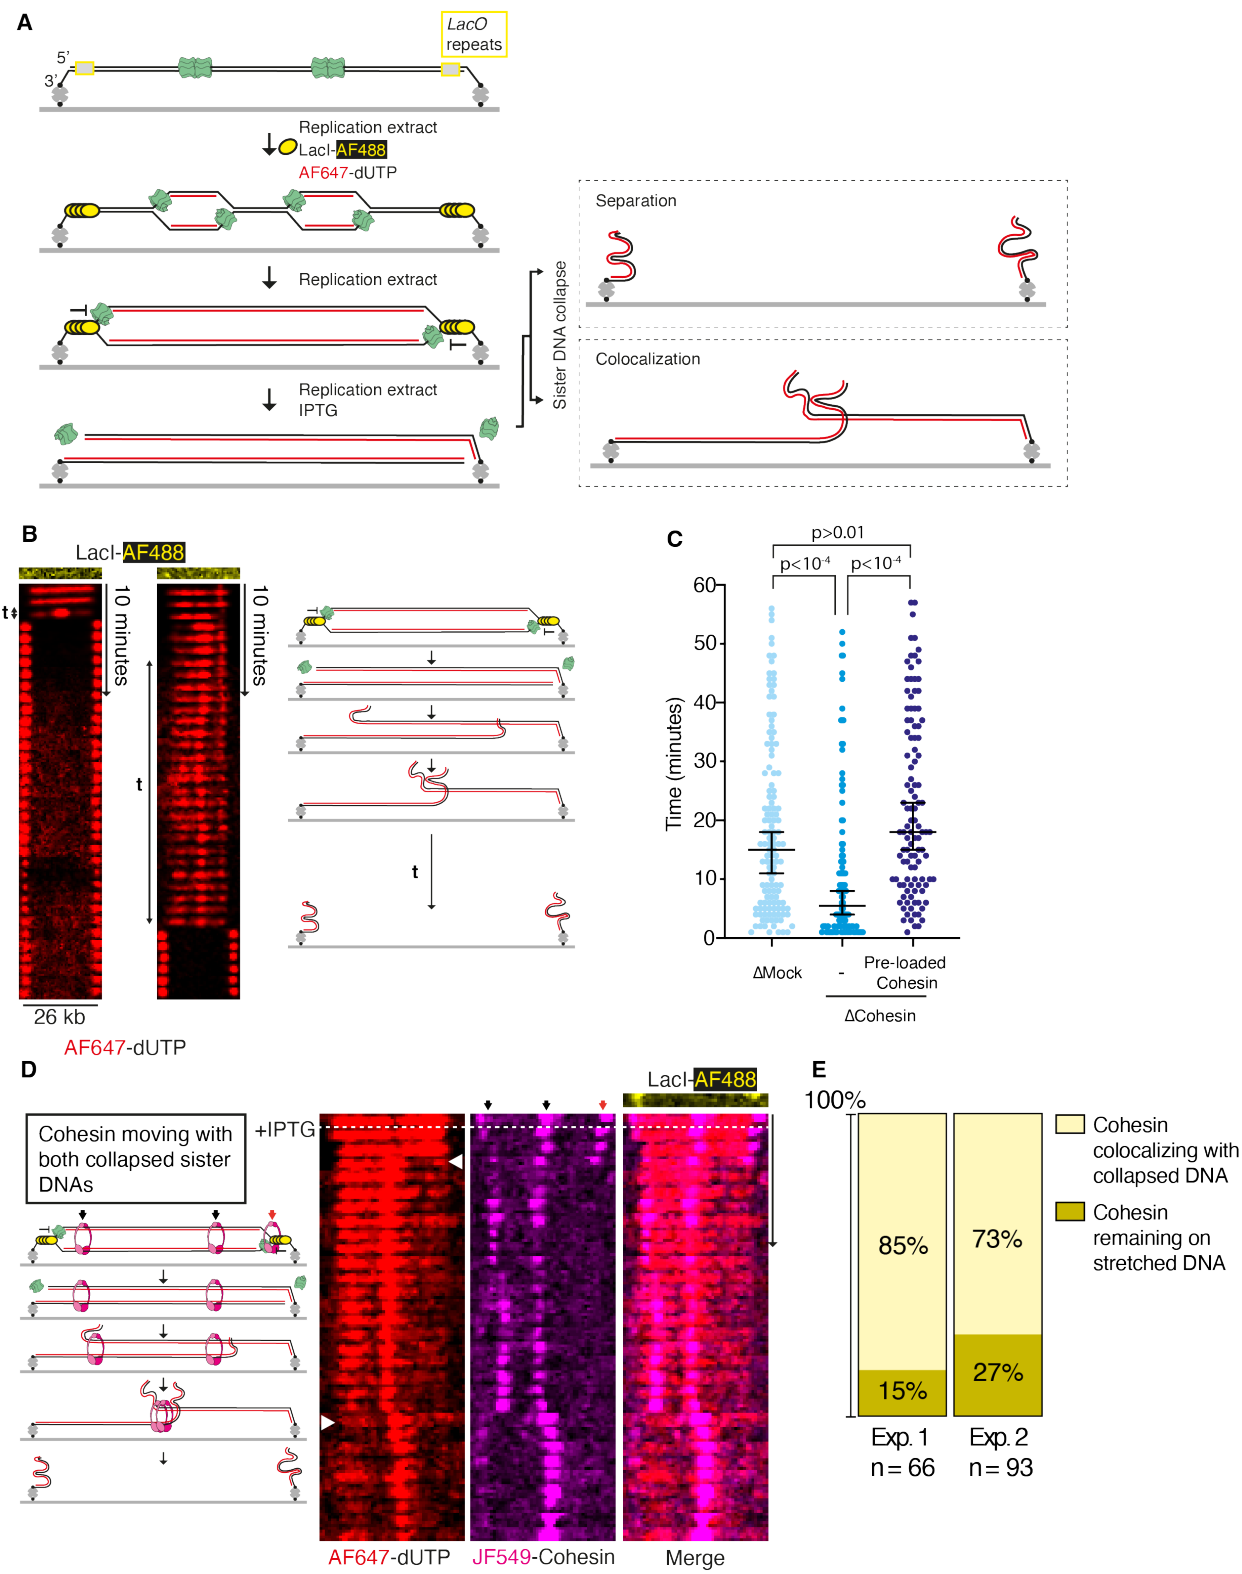 A
LacO
repeats
5'
3'
Replication extract
LacI-AF488
AF647-dUTP
Replication extract
Replication extract
IPTG
Sister DNA collapse
Separation
Colocalization
B
LacI-AF488
t
10 minutes
t
10 minutes
26 kb
AF647-dUTP
t
C
p>0.01
p<10-4
p<10-4
Time (minutes)
60
50
40
30
20
10
0
ΔMock
-
Pre-loaded
Cohesin
ΔCohesin
D
Cohesin moving with
both collapsed sister
DNAs
+IPTG
LacI-AF488
AF647-dUTP
JF549-Cohesin
Merge
E
100%
85%
15%
73%
27%
Exp. 1
n = 66
Exp. 2
n = 93
Cohesin
colocalizing with
collapsed DNA
Cohesin
remaining on
stretched DNA